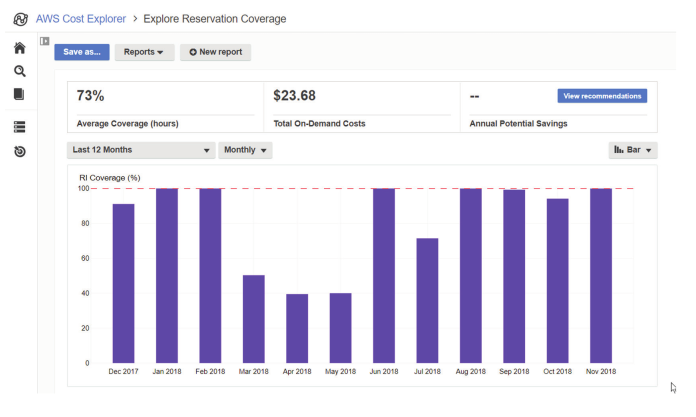 AWS Cost Explorer > Explore Reservation Coverage
Save as... Reports New report
73% $23.68 -- View recommendations
Average Coverage (hours) Total On-Demand Costs Annual Potential Savings
Last 12 Months Monthly Bar
RI Coverage (%)
100
80
60
40
20
0
Dec 2017 Jan 2018 Feb 2018 Mar 2018 Apr 2018 May 2018 Jun 2018 Jul 2018 Aug 2018 Sep 2018 Oct 2018 Nov 2018